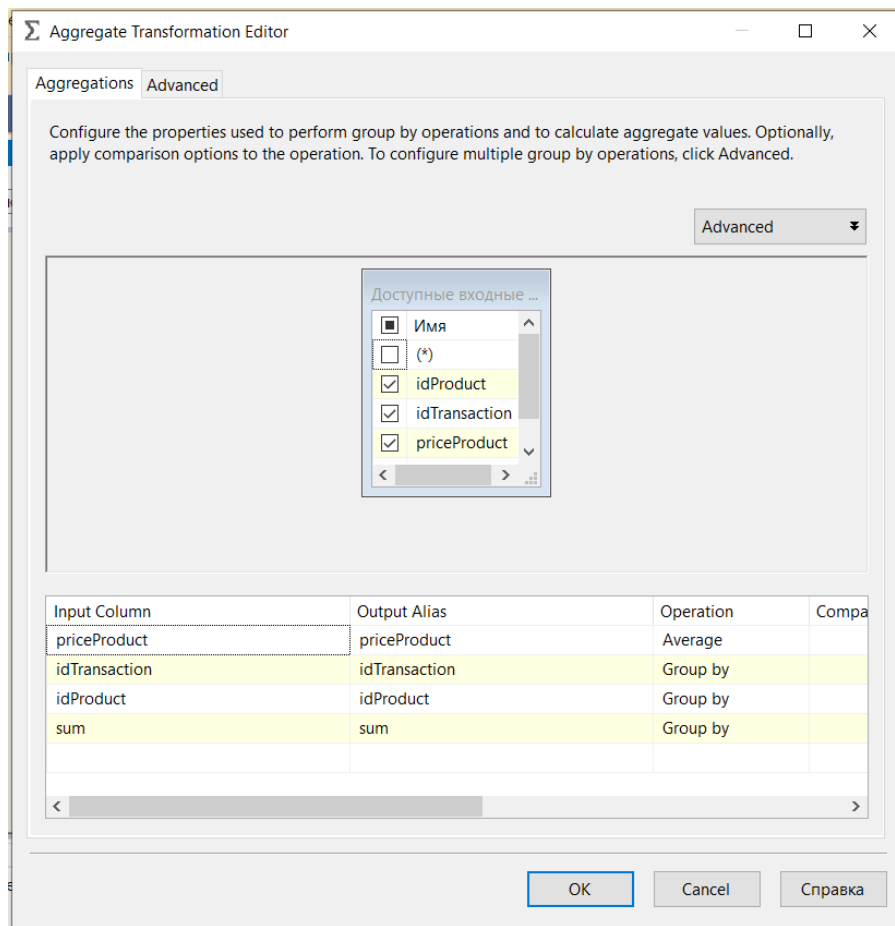 Aggregate Transformation Editor
Aggregations Advanced
Configure the properties used to perform group by operations and to calculate aggregate values. Optionally,
apply comparison options to the operation. To configure multiple group by operations, click Advanced.
Advanced
Доступные входные ...
Имя
(*)
idProduct
idTransaction
priceProduct
Input Column Output Alias Operation Compa
priceProduct priceProduct Average
idTransaction idTransaction Group by
idProduct idProduct Group by
sum sum Group by
OK Cancel Справка